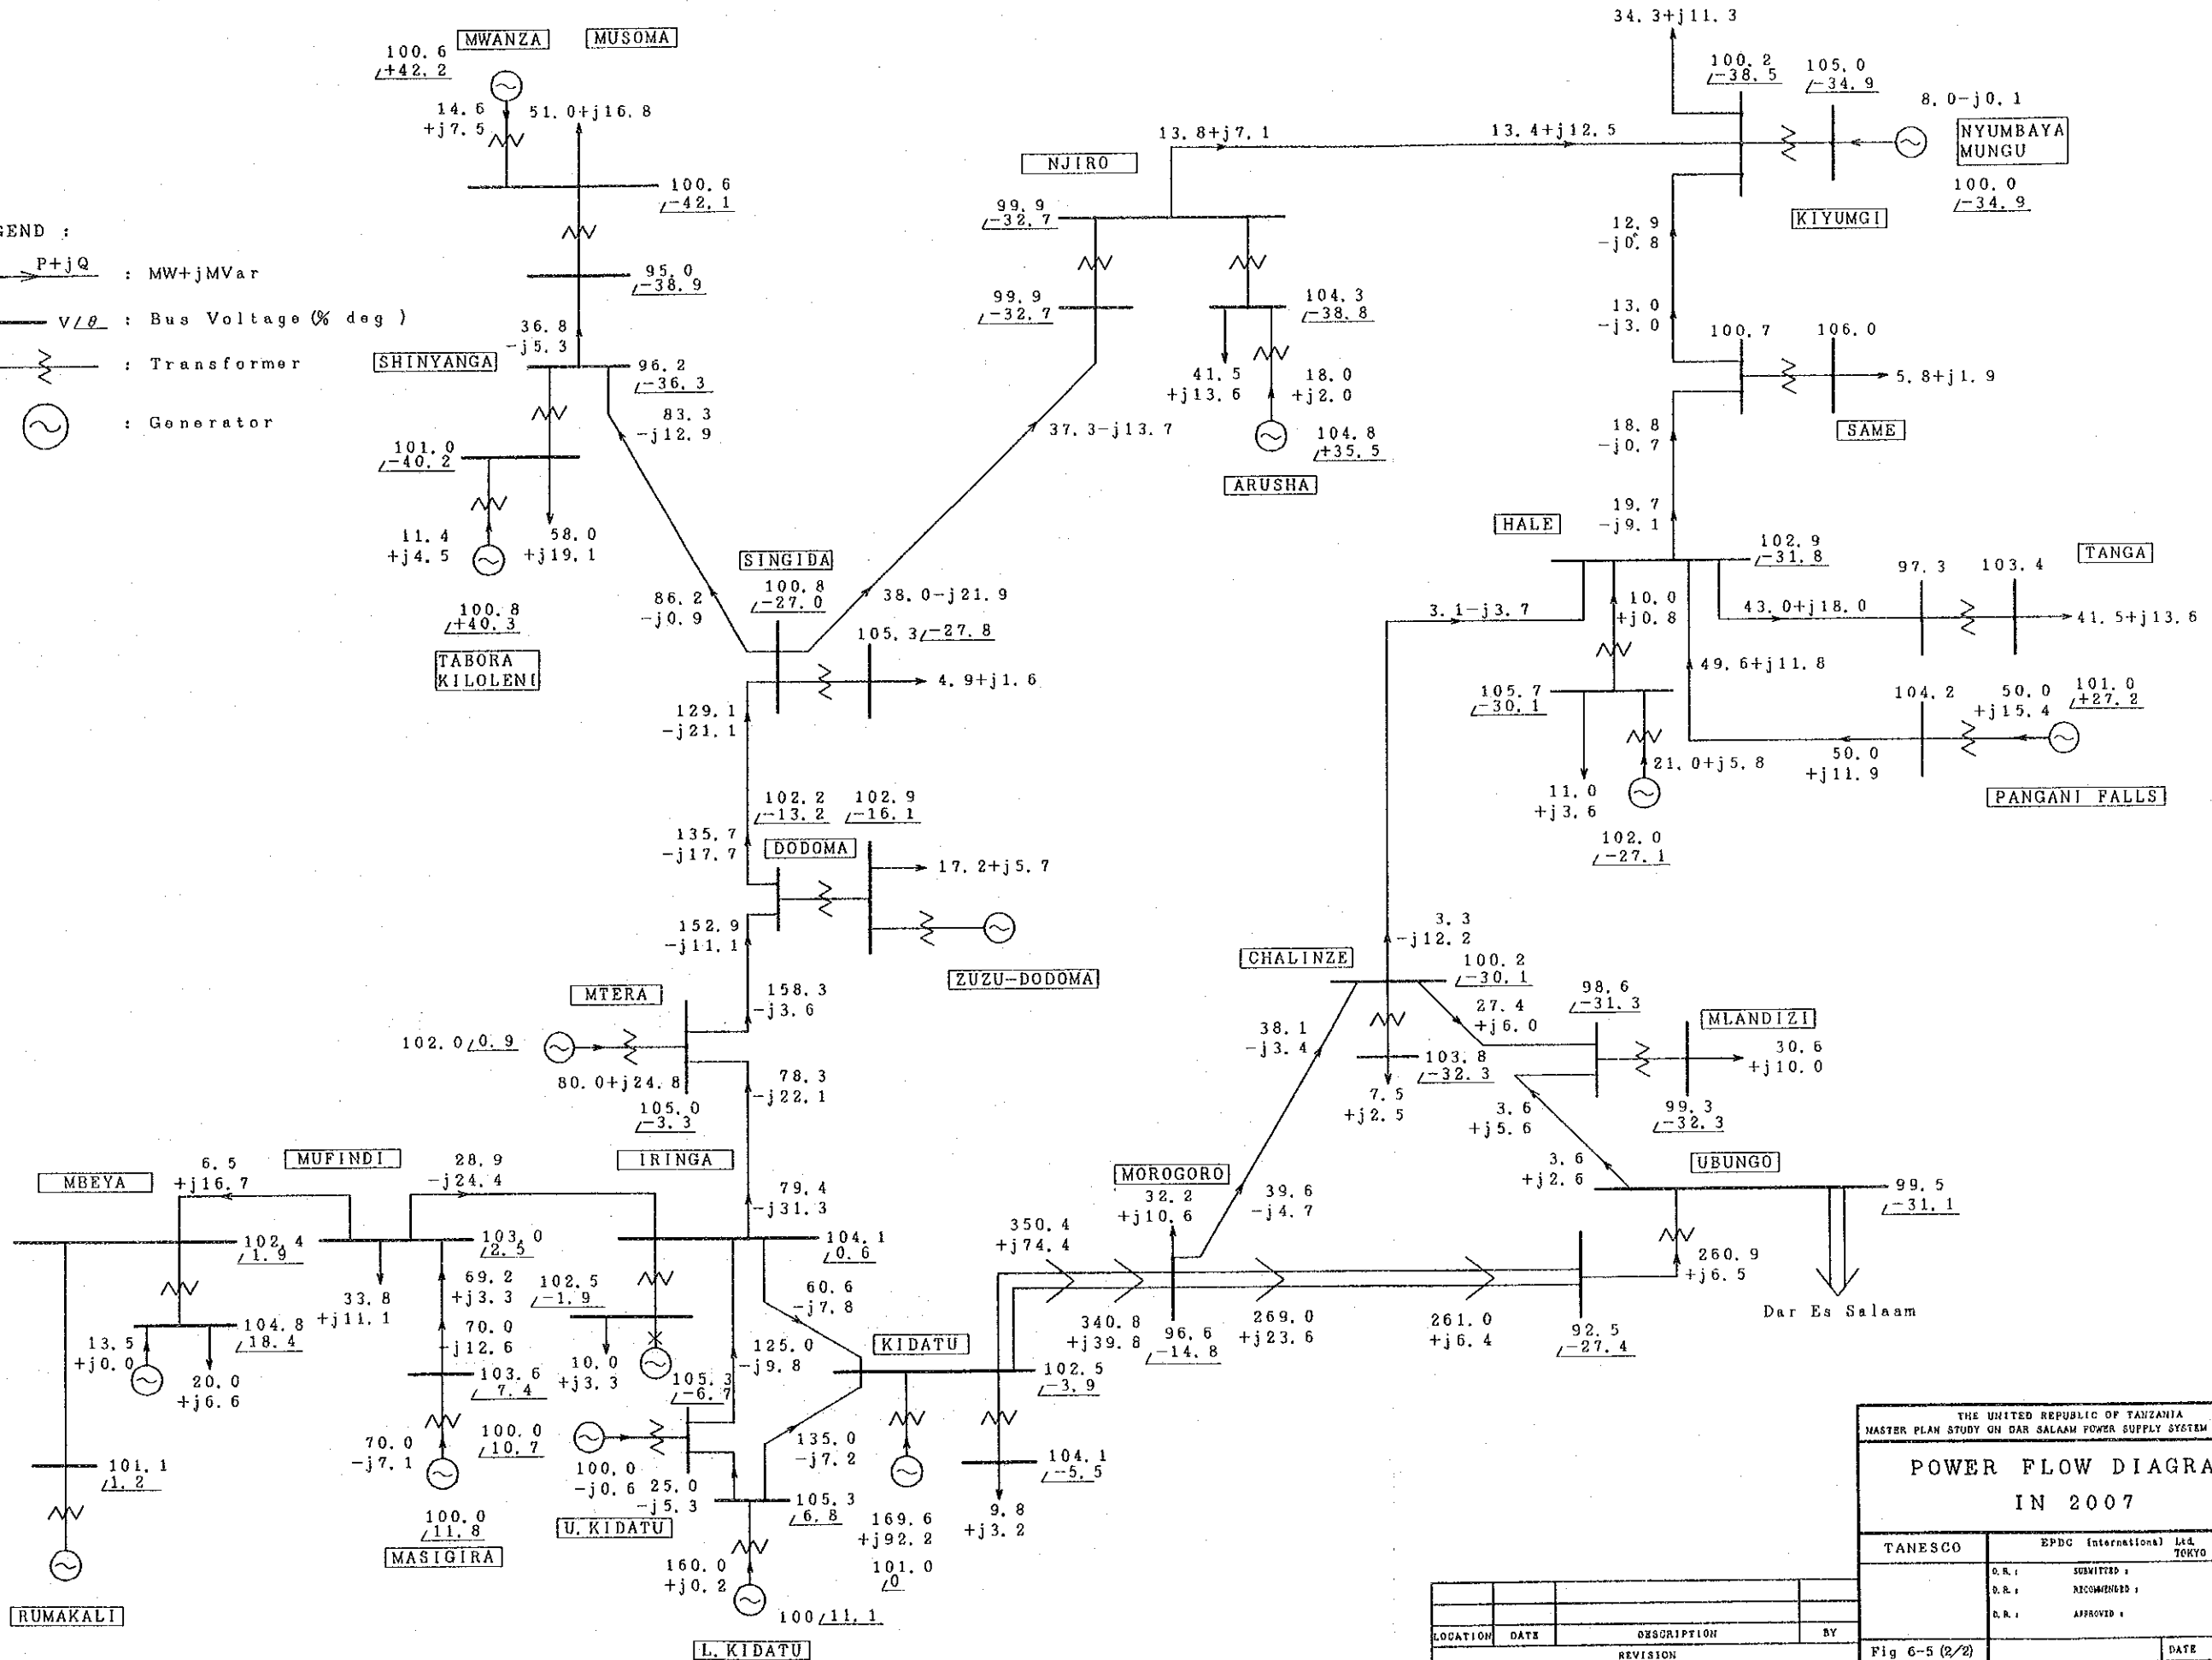 GEND :
P+jQ : MW+jMVar
V/θ : Bus Voltage (% deg )
: Transformer
: Generator
MWANZA
MUSOMA
100.6
/+42.2
14.6
+j7.5
51.0+j16.8
100.6
/-42.1
95.0
/-38.9
36.8
-j5.3
SHINYANGA
96.2
/-36.3
83.3
-j12.9
101.0
/-40.2
11.4
+j4.5
58.0
+j19.1
100.8
/+40.3
TABORA
KILOLENI
86.2
-j0.9
SINGIDA
100.8
/-27.0
38.0-j21.9
105.3/-27.8
4.9+j1.6
129.1
-j21.1
NJIRO
99.9
/-32.7
99.9
/-32.7
37.3-j13.7
104.3
/-38.8
41.5
+j13.6
18.0
+j2.0
104.8
/+35.5
ARUSHA
13.8+j7.1
13.4+j12.5
34.3+j11.3
100.2
/-38.5
105.0
/-34.9
8.0-j0.1
NYUMBAYA
MUNGU
100.0
/-34.9
KIYUMGI
12.9
-j0.8
13.0
-j3.0
100.7
106.0
5.8+j1.9
SAME
18.8
-j0.7
19.7
-j9.1
HALE
102.9
/-31.8
TANGA
97.3
103.4
43.0+j18.0
41.5+j13.6
3.1-j3.7
10.0
+j0.8
49.6+j11.8
105.7
/-30.1
104.2
50.0
+j15.4
101.0
/+27.2
50.0
+j11.9
21.0+j5.8
11.0
+j3.6
102.0
/-27.1
PANGANI FALLS
102.2
/-13.2
102.9
/-16.1
135.7
-j17.7
DODOMA
17.2+j5.7
152.9
-j11.1
ZUZU-DODOMA
MTERA
158.3
-j3.6
102.0/0.9
80.0+j24.8
105.0
/-3.3
78.3
-j22.1
3.3
-j12.2
CHALINZE
100.2
/-30.1
27.4
+j6.0
98.6
/-31.3
MLANDIZI
30.6
+j10.0
38.1
-j3.4
103.8
/-32.3
7.5
+j2.5
3.6
+j5.6
99.3
/-32.3
3.6
+j2.6
UBUNGO
99.5
/-31.1
260.9
+j6.5
Dar Es Salaam
MBEYA
6.5
+j16.7
MUFINDI
28.9
-j24.4
IRINGA
79.4
-j31.3
102.4
/1.9
103.0
/2.5
104.1
/0.6
33.8
+j11.1
69.2
+j3.3
102.5
/-1.9
60.6
-j7.8
104.8
/18.4
13.5
+j0.0
20.0
+j6.6
70.0
-j12.6
103.6
/7.4
10.0
+j3.3
125.0
-j9.8
105.3
/-6.7
KIDATU
102.5
/-3.9
MOROGORO
32.2
+j10.6
39.6
-j4.7
350.4
+j74.4
340.8
+j39.8
96.6
/-14.8
269.0
+j23.6
261.0
+j6.4
92.5
/-27.4
101.1
/1.2
70.0
-j7.1
100.0
/10.7
100.0
/11.8
MASIGIRA
100.0
-j0.6
25.0
-j5.3
U.KIDATU
135.0
-j7.2
105.3
/6.8
169.6
+j92.2
101.0
/0
104.1
/-5.5
9.8
+j3.2
160.0
+j0.2
100/11.1
RUMAKALI
L.KIDATU
THE UNITED REPUBLIC OF TANZANIA
MASTER PLAN STUDY ON DAR SALAAM POWER SUPPLY SYSTEM
POWER FLOW DIAGRA
IN 2007
TANESCO
EPDC International Ltd.
TOKYO
D.R.: SUBMITTED :
D.R.: RECOMMENDED :
D.R.: APPROVED :
LOCATION DATE DESCRIPTION BY
REVISION
Fig 6-5 (2/2)
DATE